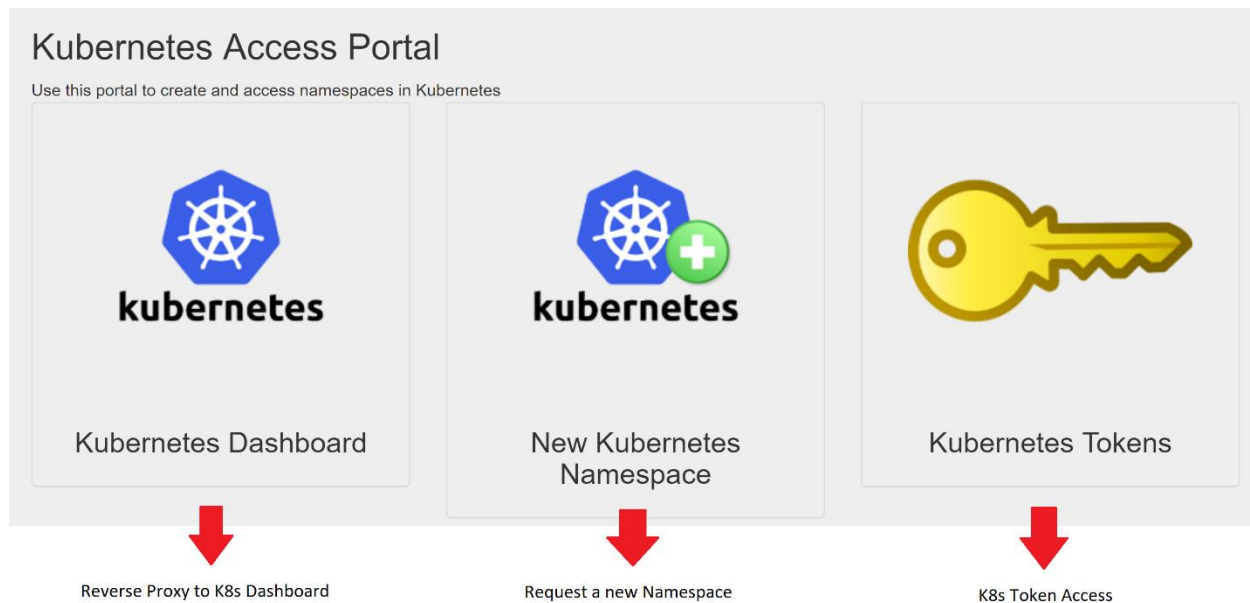 Kubernetes Access Portal
Use this portal to create and access namespaces in Kubernetes
kubernetes
kubernetes
Kubernetes Dashboard
New Kubernetes
Namespace
Kubernetes Tokens
Reverse Proxy to K8s Dashboard
Request a new Namespace
K8s Token Access